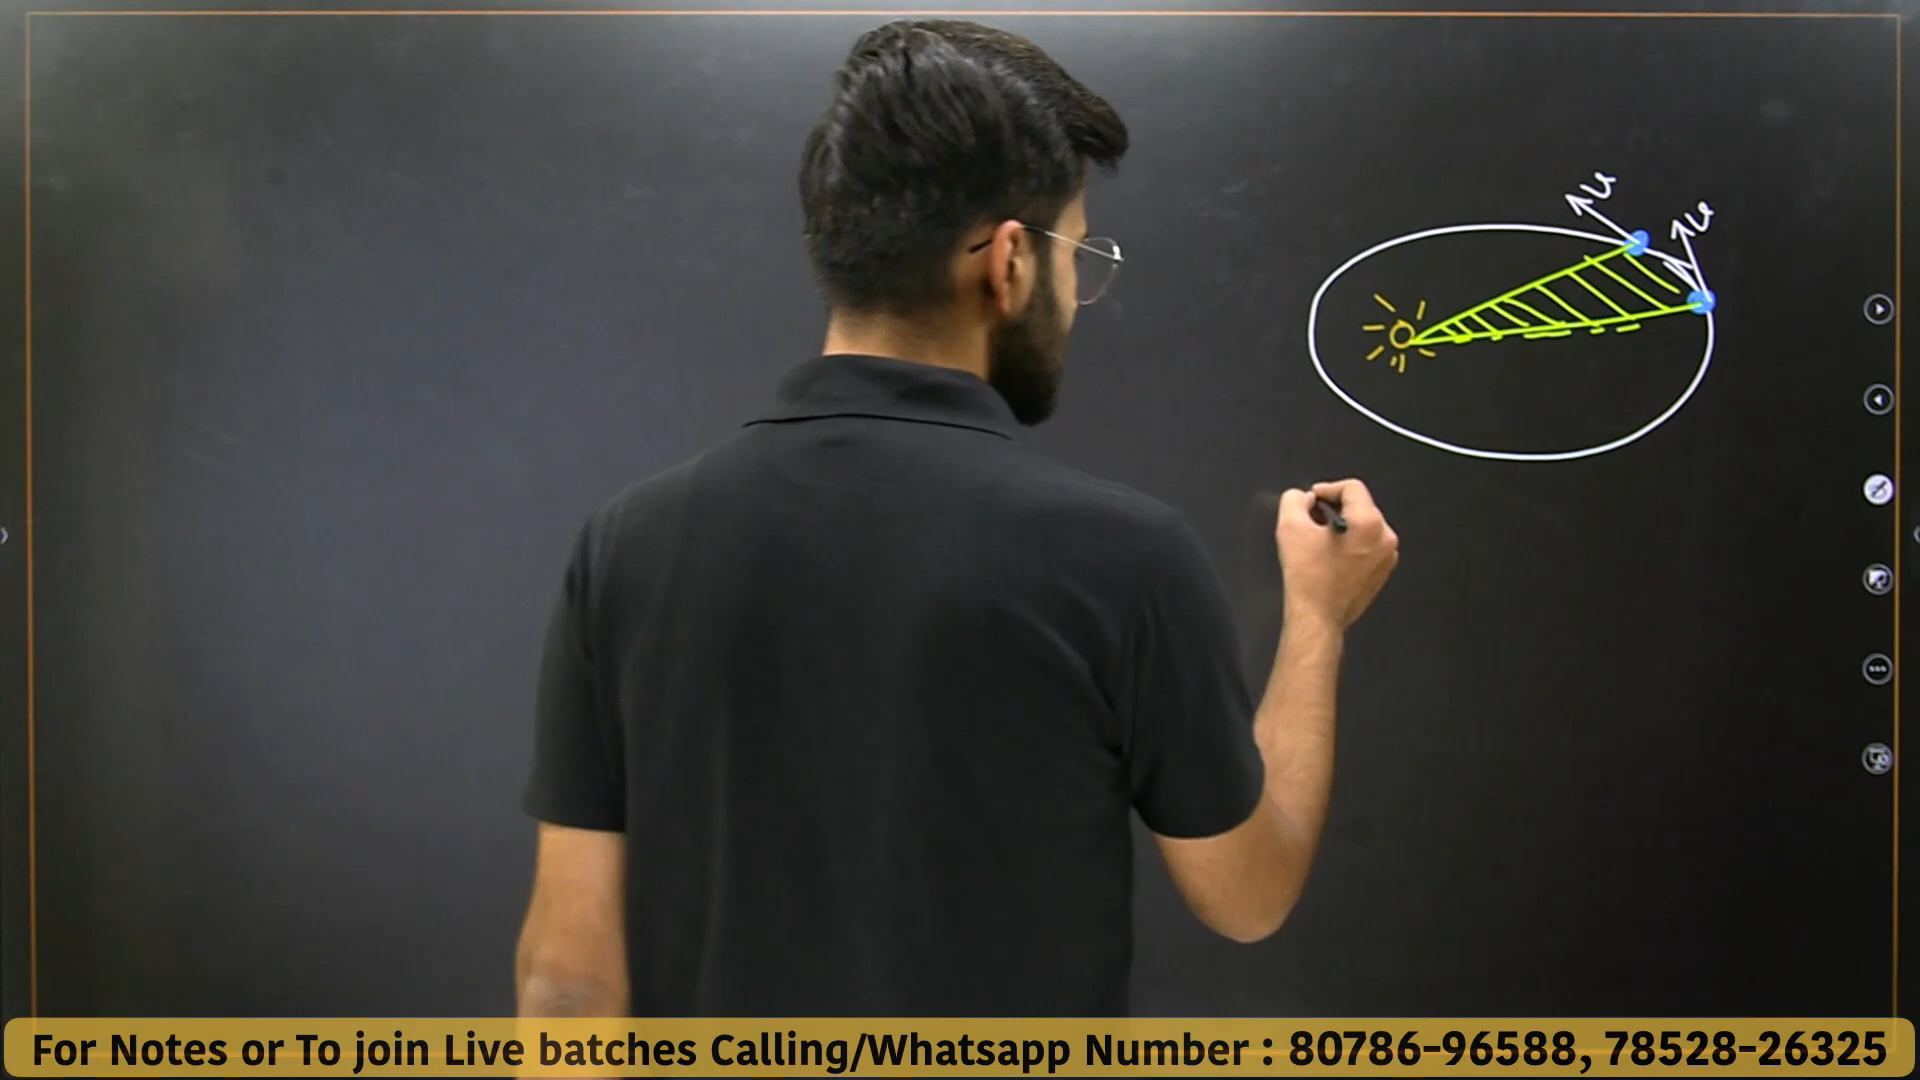 u
u
For Notes or To join Live batches Calling/Whatsapp Number : 80786-96588, 78528-26325